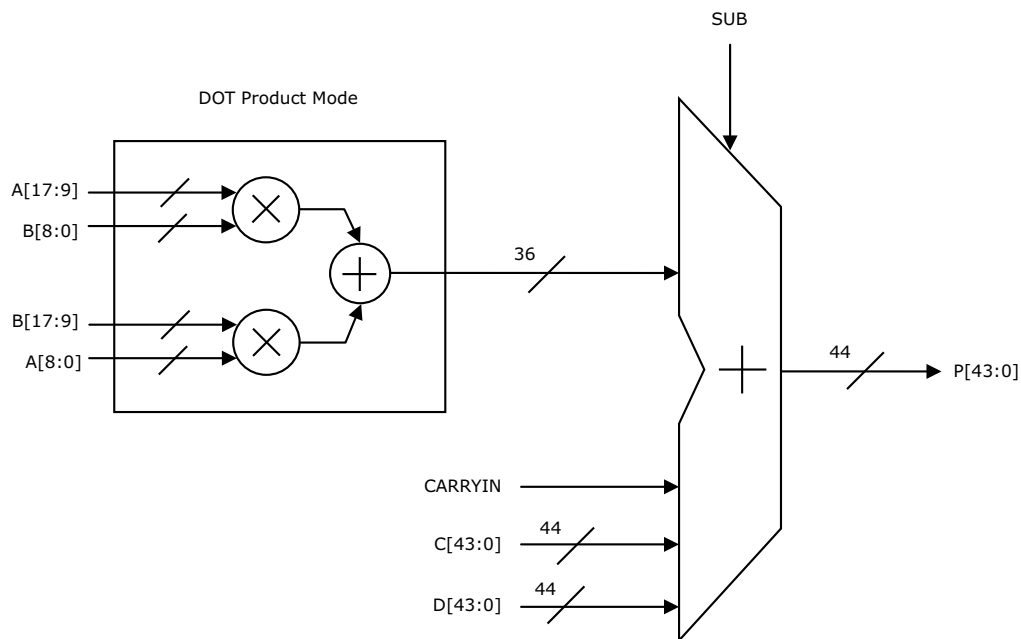 SUB
DOT Product Mode
A[17:9]
B[8:0]
36
B[17:9]
A[8:0]
44
P[43:0]
CARRYIN
44
C[43:0]
44
D[43:0]